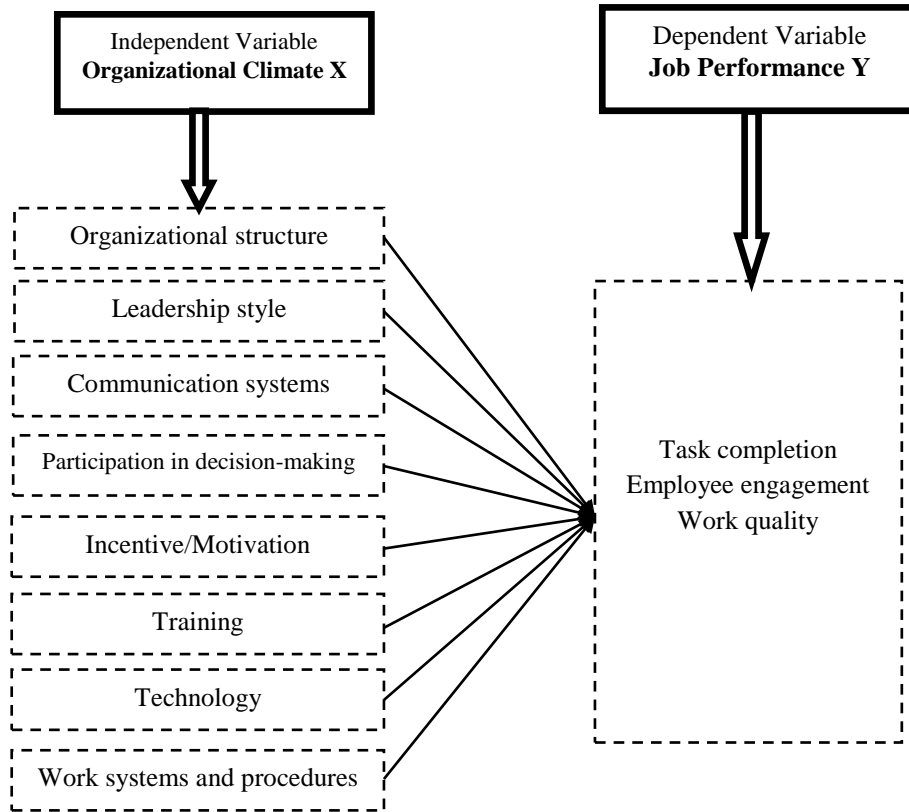 Independent Variable
Organizational Climate X
Dependent Variable
Job Performance Y
Organizational structure
Leadership style
Communication systems
Participation in decision-making
Incentive/Motivation
Training
Technology
Work systems and procedures
Task completion
Employee engagement
Work quality